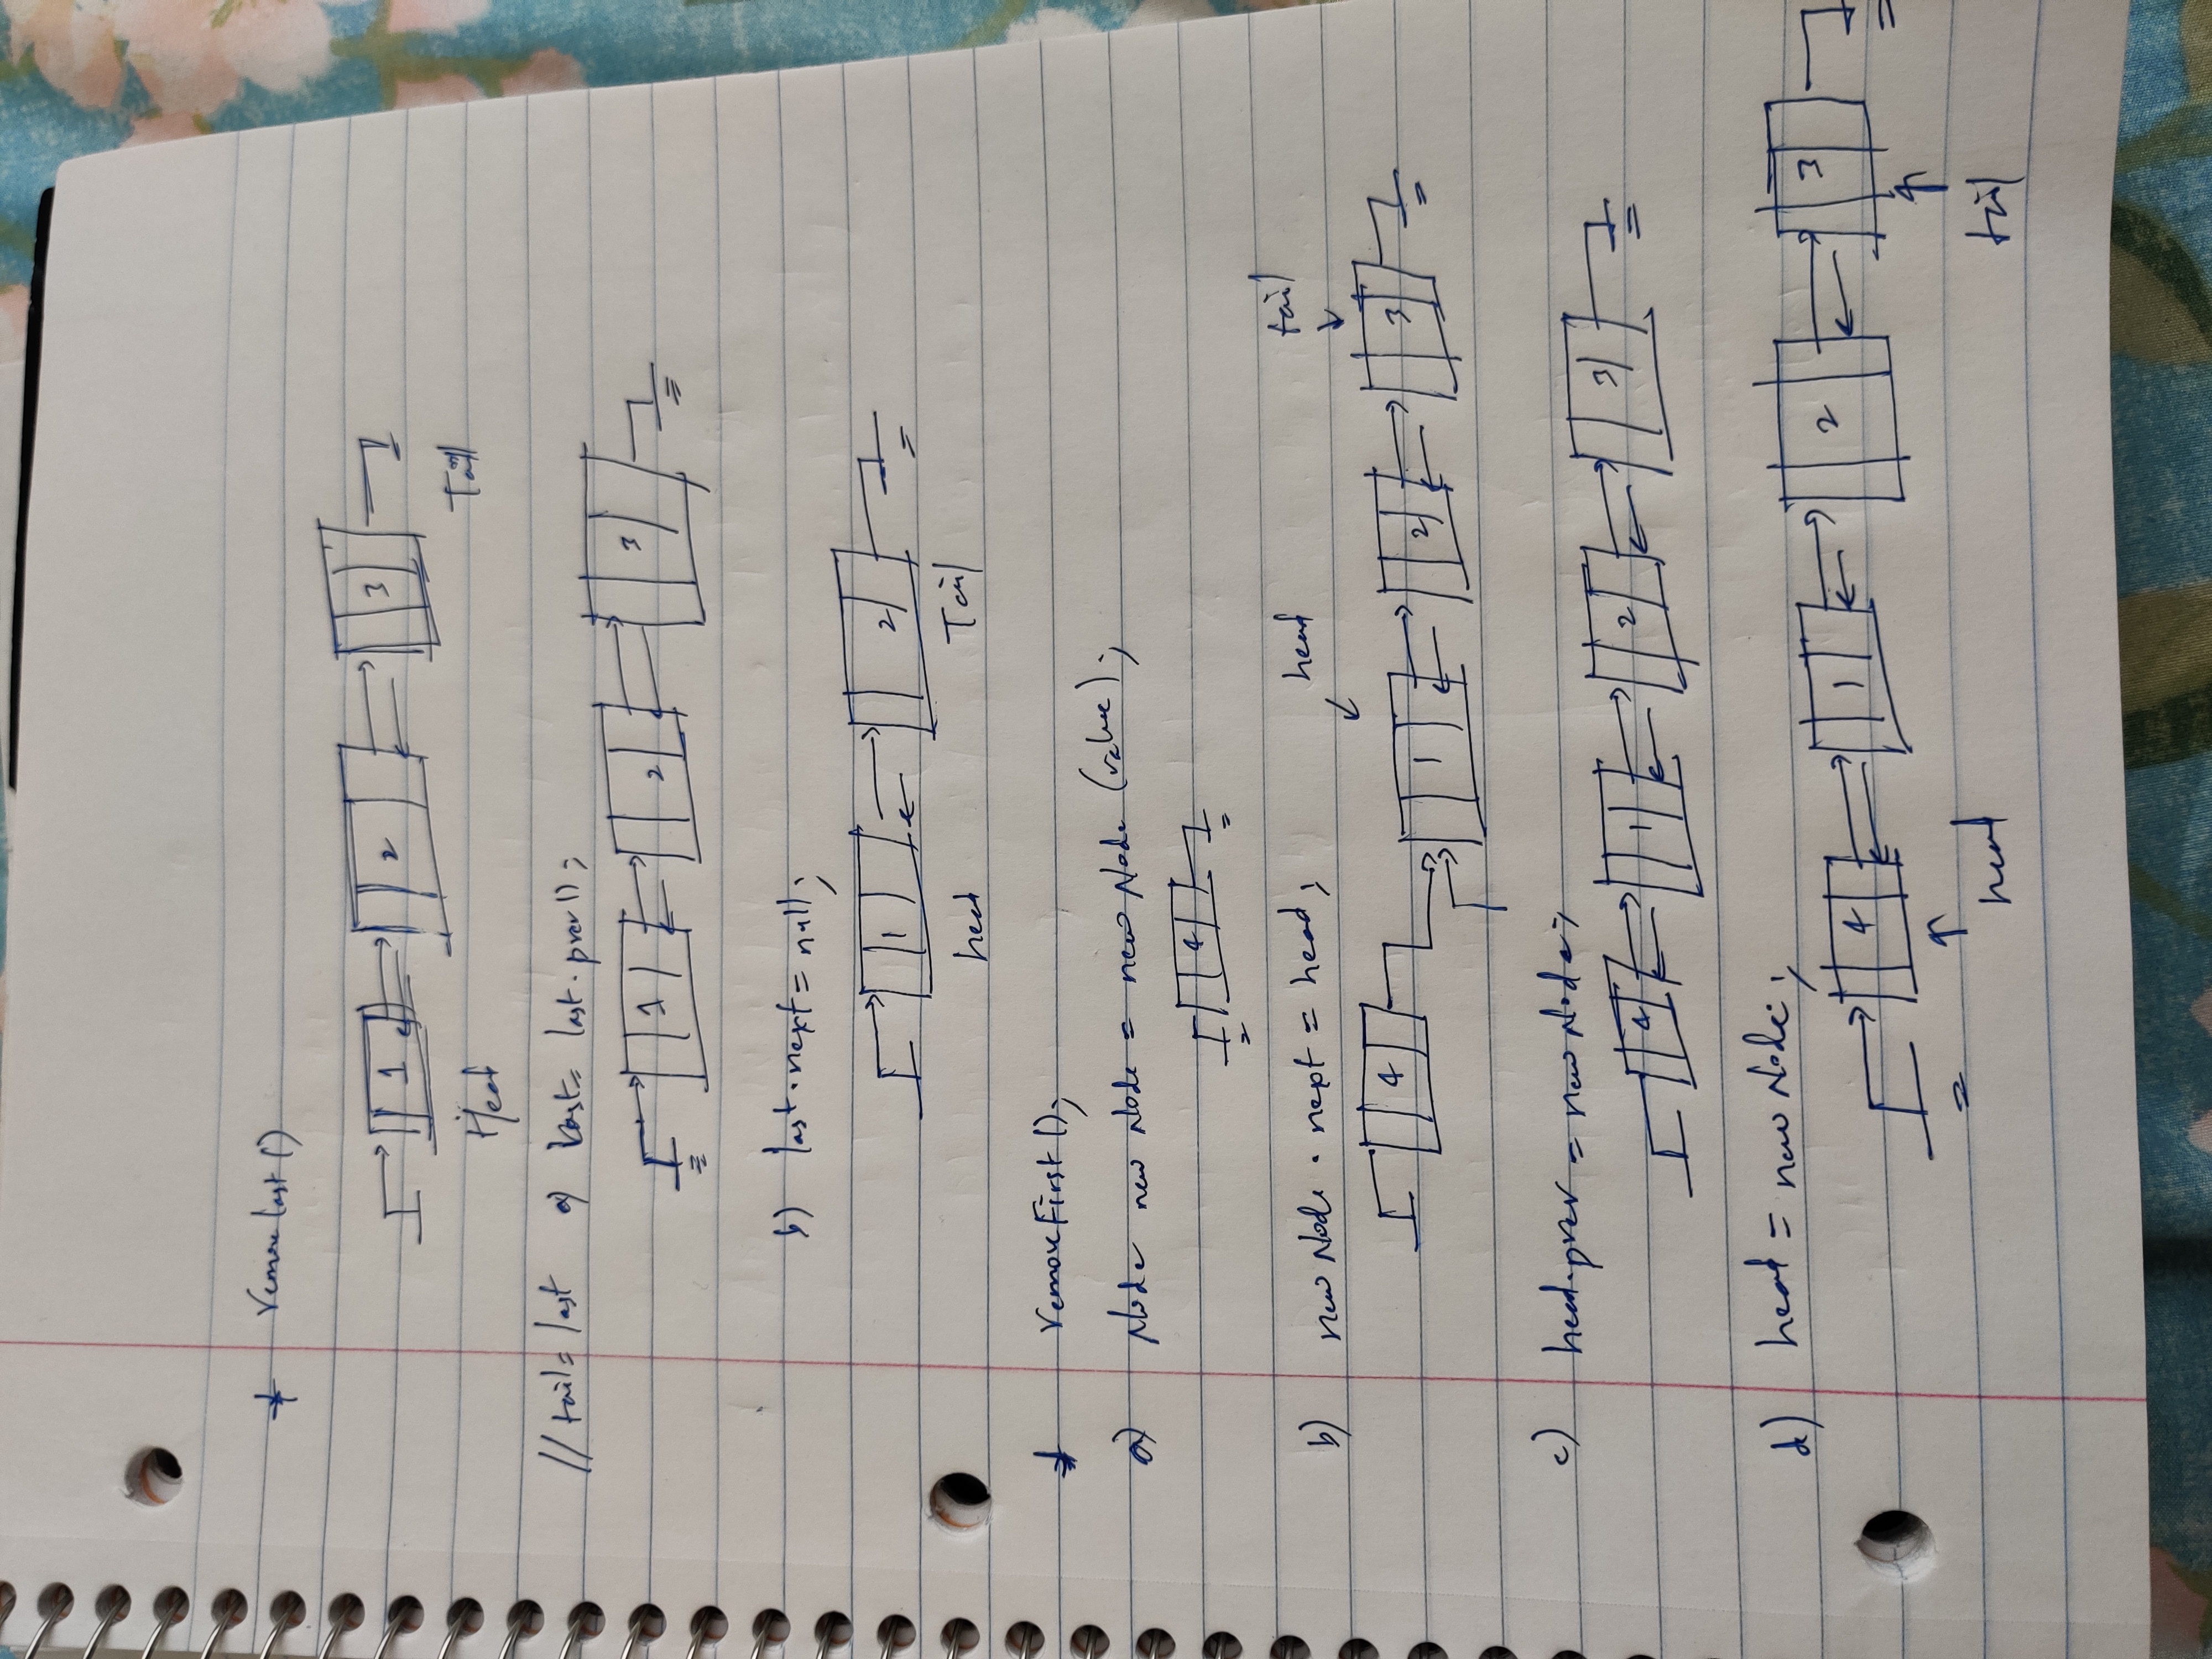 * removeLast()
1 2 3
Head Tail
// tail = last a) last = last.prev();
1 2 3
b) last.next = null;
1 2
head Tail
* removeFirst();
a) Node newNode = new Node (value);
4
b) newNode.next = head; head tail
4 1 2 3
c) head.prev = newNode;
4 1 2 3
d) head = newNode;
4 1 2 3
head tail